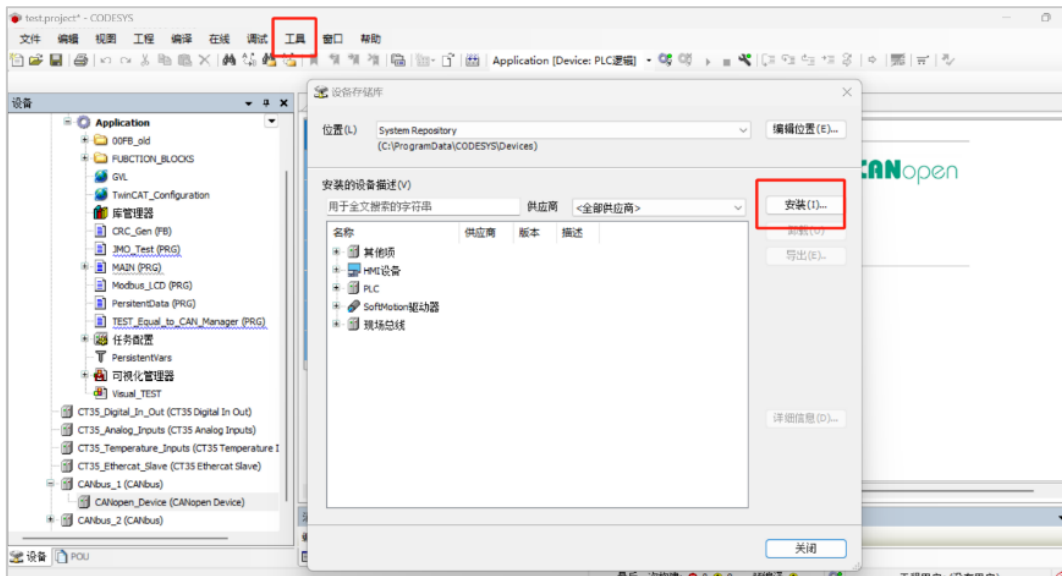 test.project* - CODESYS
文件 编辑 视图 工程 编译 在线 调试 工具 窗口 帮助
Application [Device: PLC逻辑]
设备
Application
00FB_old
FUBCTION_BLOCKS
GVL
TwinCAT_Configuration
库管理器
CRC_Gen (FB)
JMO_Test (PRG)
MAIN (PRG)
Modbus_LCD (PRG)
PersitentData (PRG)
TEST_Equal_to_CAN_Manager (PRG)
任务配置
PersistentVars
可视化管理器
Visual_TEST
CT35_Digital_In_Out (CT35 Digital In Out)
CT35_Analog_Inputs (CT35 Analog Inputs)
CT35_Temperature_Inputs (CT35 Temperature I
CT35_Ethercat_Slave (CT35 Ethercat Slave)
CANbus_1 (CANbus)
CANopen_Device (CANopen Device)
CANbus_2 (CANbus)
设备 POU
设备存储库
位置(L) System Repository 编辑位置(E)...
(C:\ProgramData\CODESYS\Devices)
安装的设备描述(V)
用于全文搜索的字符串 供应商 <全部供应商> 安装(I)...
卸载(U)
导出(E)...
名称 供应商 版本 描述
其他项
HMI设备
PLC
SoftMotion驱动器
现场总线
详细信息(D)...
关闭
CANopen